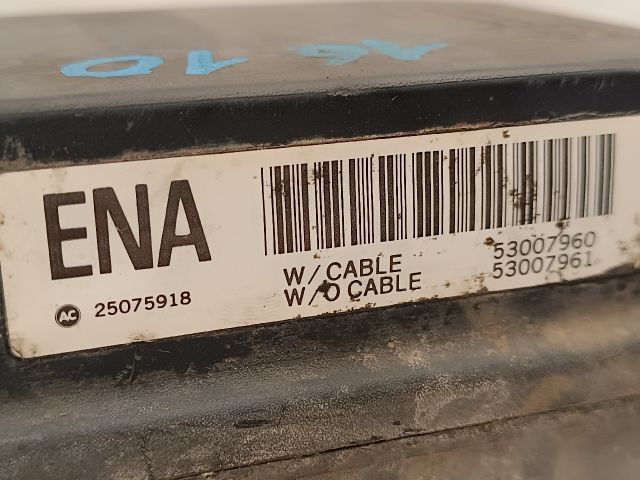 ENA
AC 25075918
W/CABLE 53007960
W/O CABLE 53007961